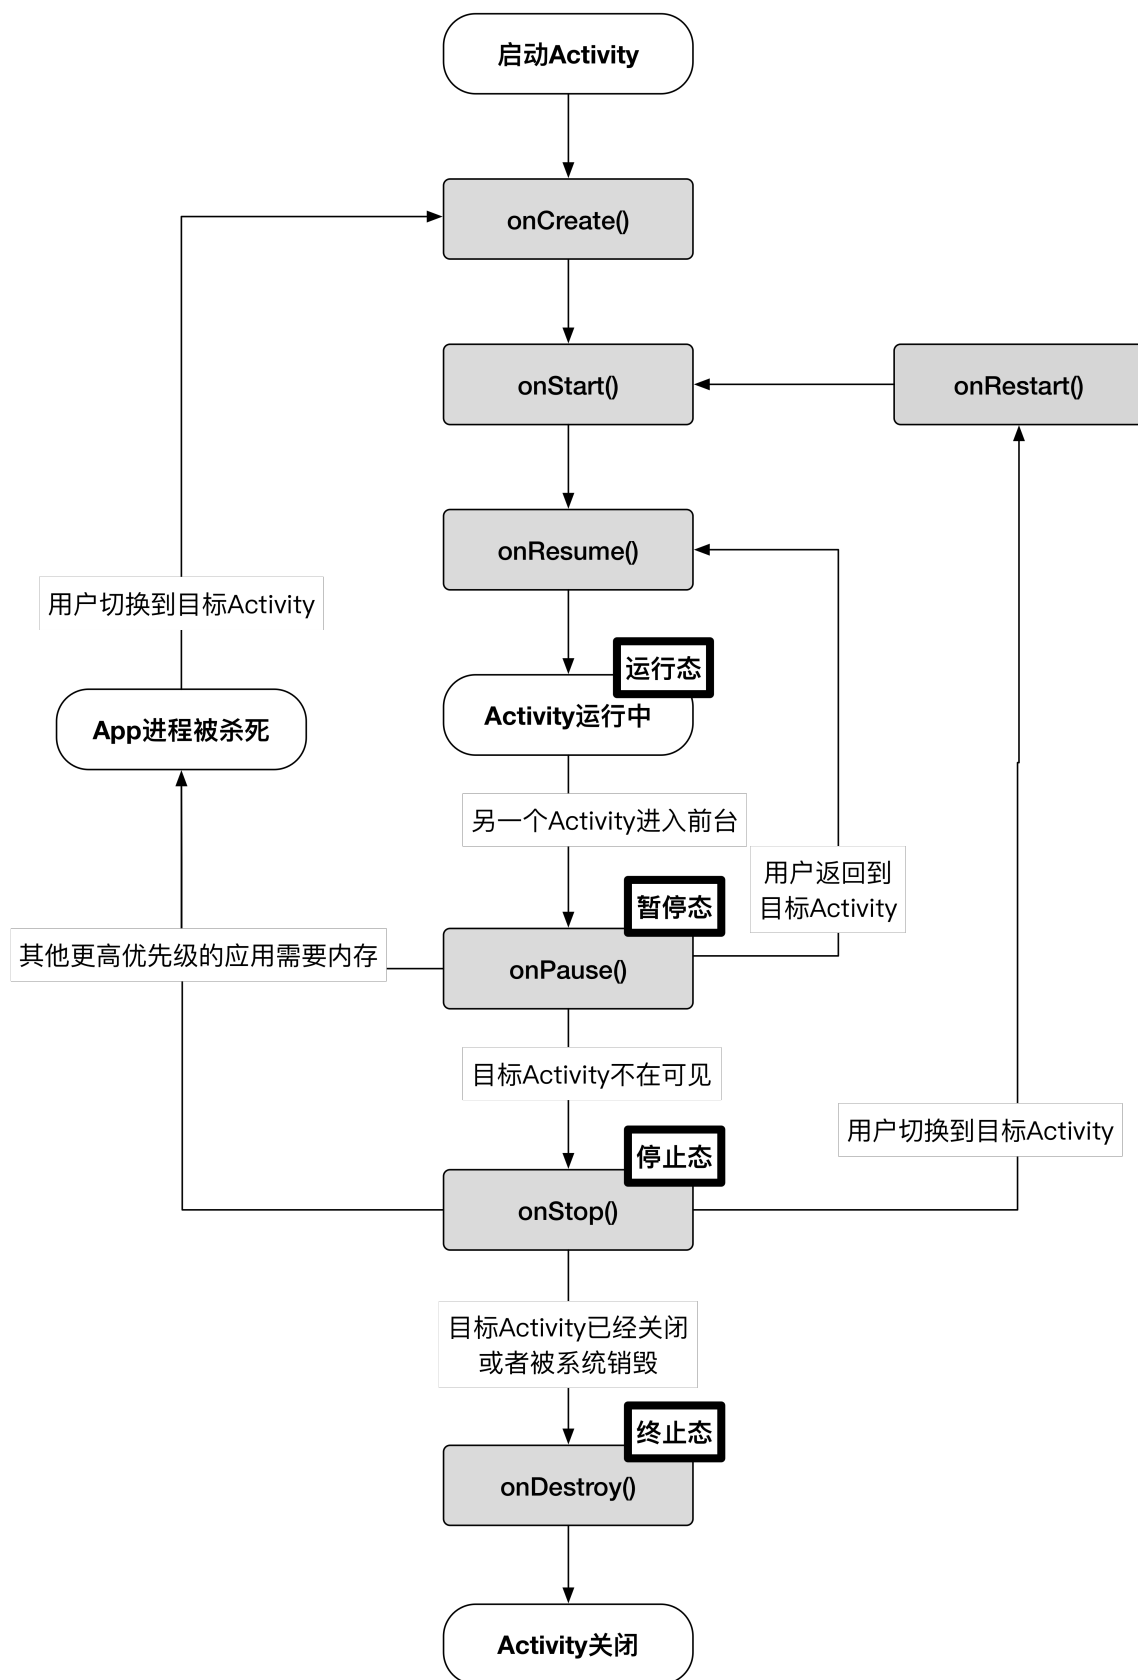 启动Activity
onCreate()
onStart()
onRestart()
onResume()
用户切换到目标Activity
运行态
Activity运行中
App进程被杀死
另一个Activity进入前台
用户返回到
目标Activity
暂停态
其他更高优先级的应用需要内存
onPause()
目标Activity不在可见
用户切换到目标Activity
停止态
onStop()
目标Activity已经关闭
或者被系统销毁
终止态
onDestroy()
Activity关闭